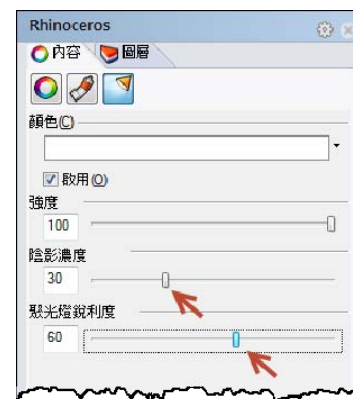 Rhinoceros
內容 圖層
顏色(C)
啟用(O)
強度
100
陰影濃度
30
聚光燈銳利度
60